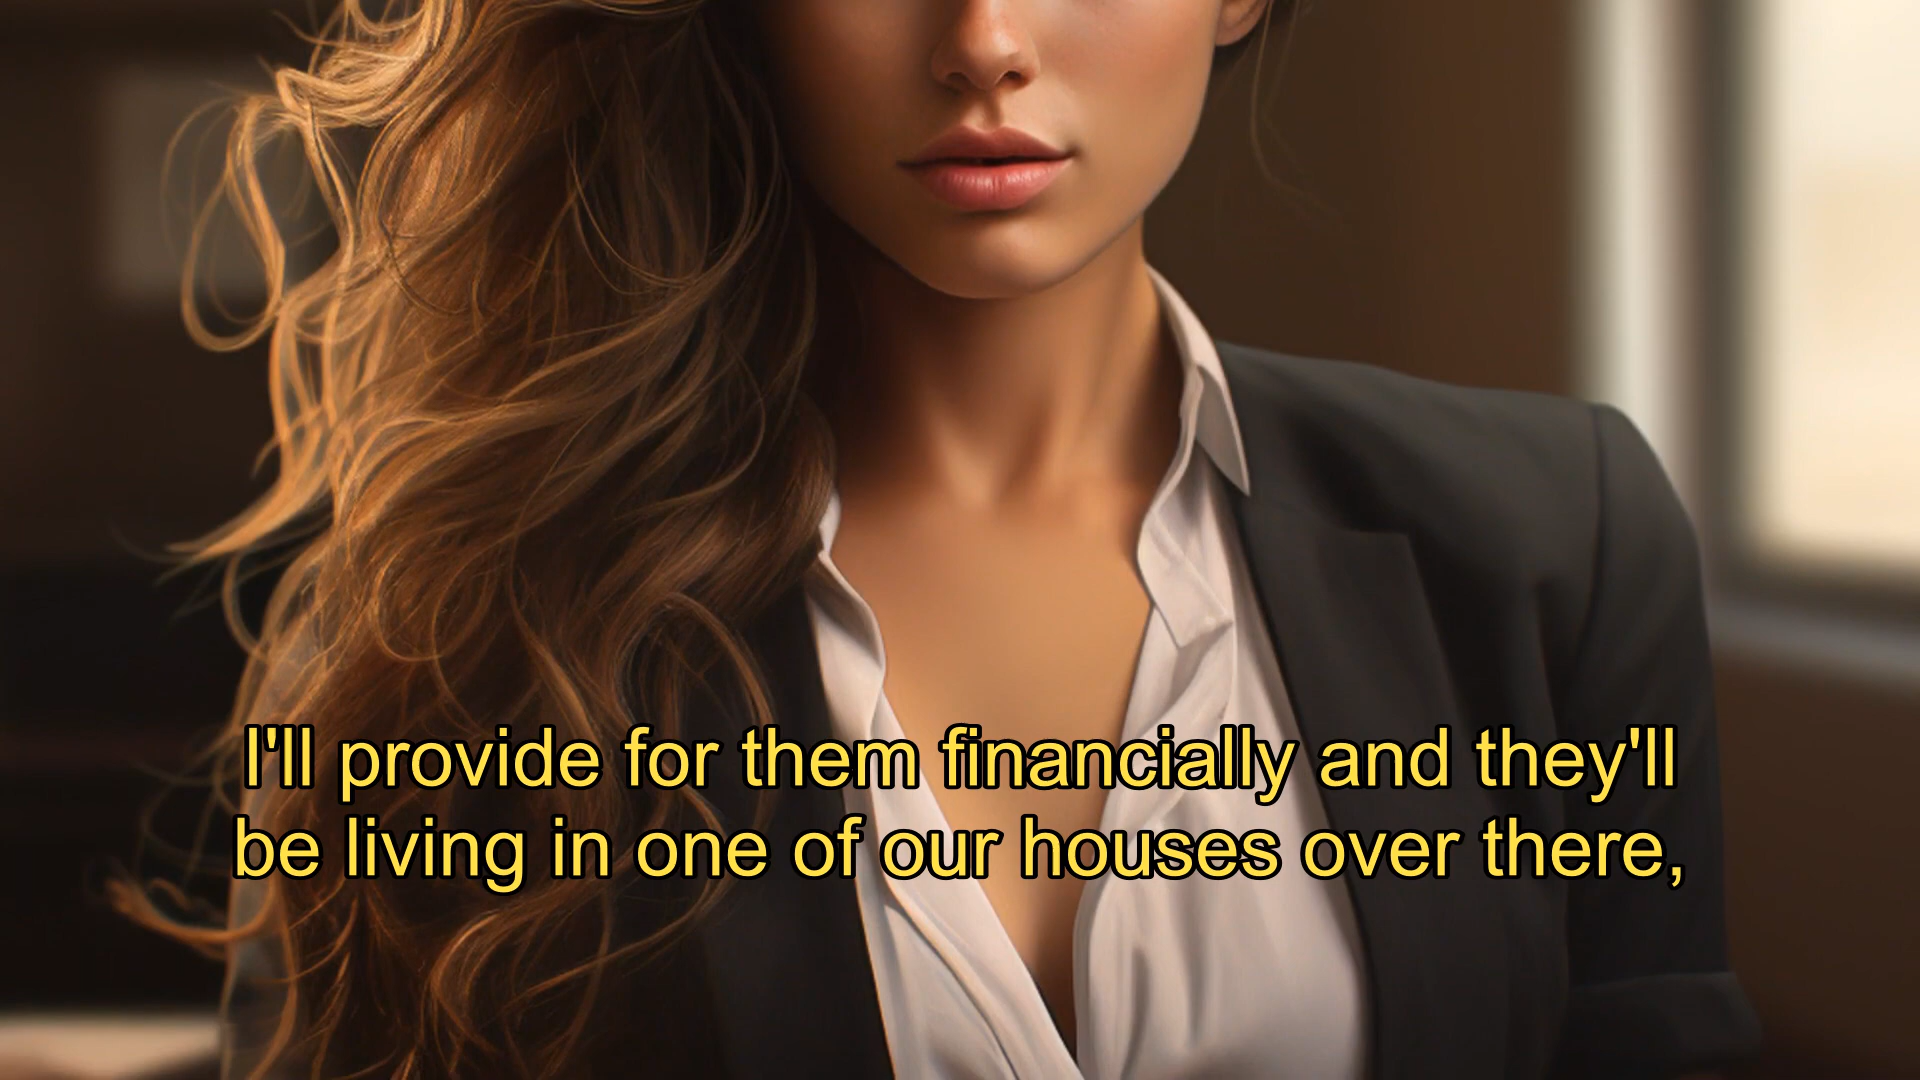 I'll provide for them financially and they'll
be living in one of our houses over there,